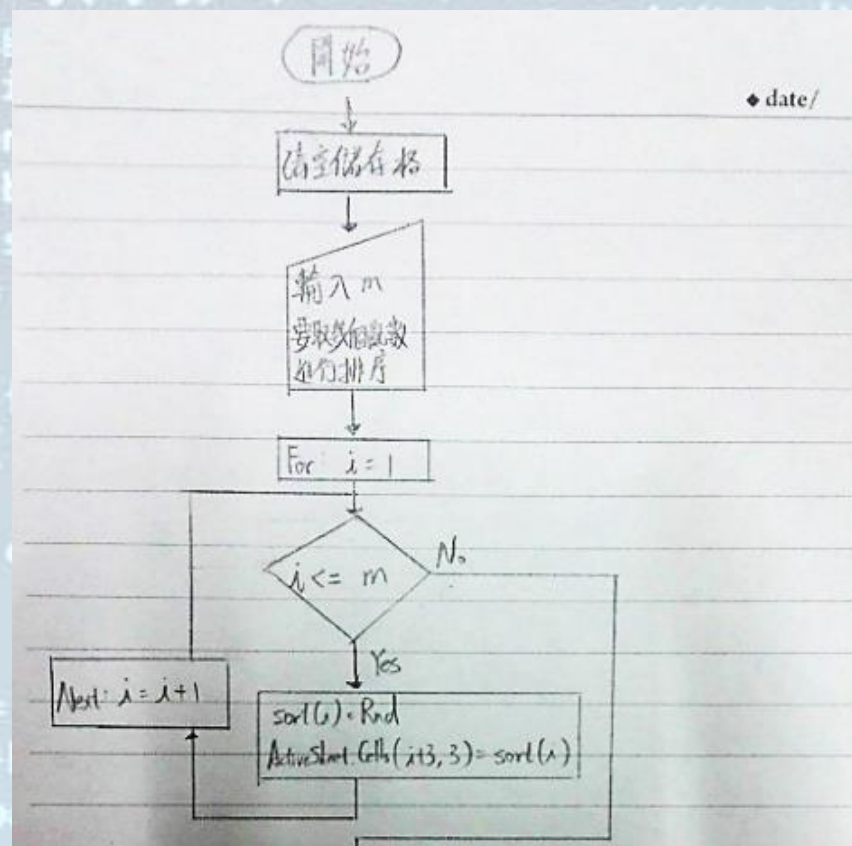 開始
◆ date/
清空儲存格
輸入 m
要取幾個亂數
進行排序
For: i = 1
i <= m
No
Yes
Next: i = i+1
sort(i) = Rnd
ActiveSheet.Cells(i+3, 3) = sort(i)